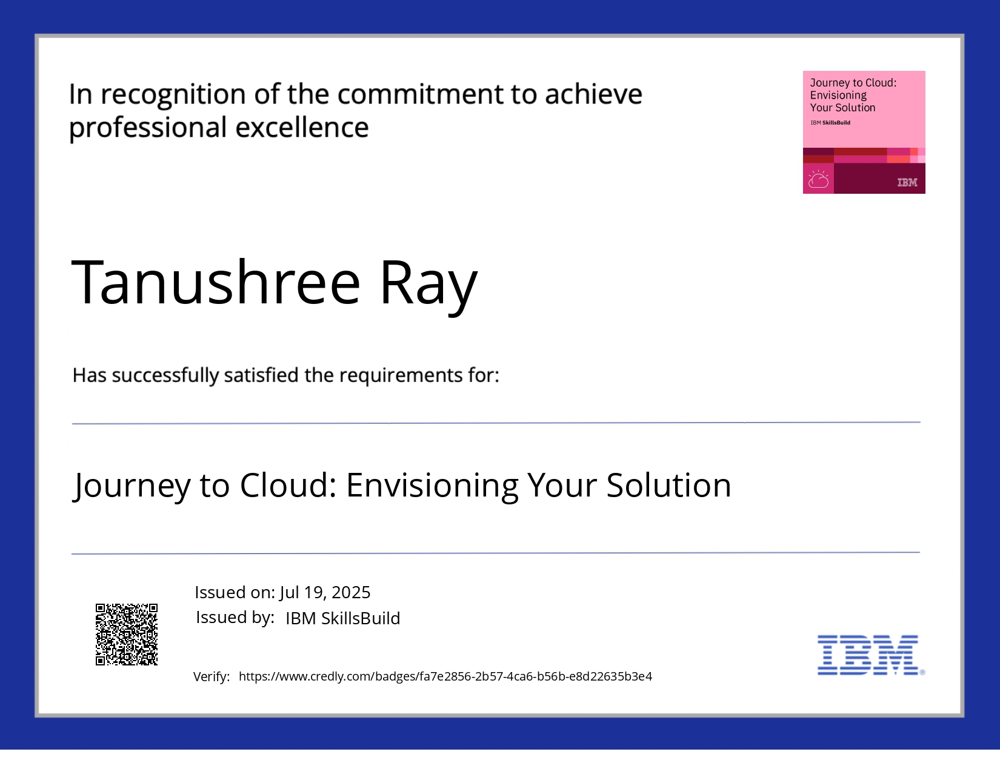 In recognition of the commitment to achieve
professional excellence
Journey to Cloud:
Envisioning
Your Solution
IBM SkillsBuild
IBM
Tanushree Ray
Has successfully satisfied the requirements for:
Journey to Cloud: Envisioning Your Solution
Issued on: Jul 19, 2025
Issued by: IBM SkillsBuild
Verify: https://www.credly.com/badges/fa7e2856-2b57-4ca6-b56b-e8d22635b3e4
IBM®